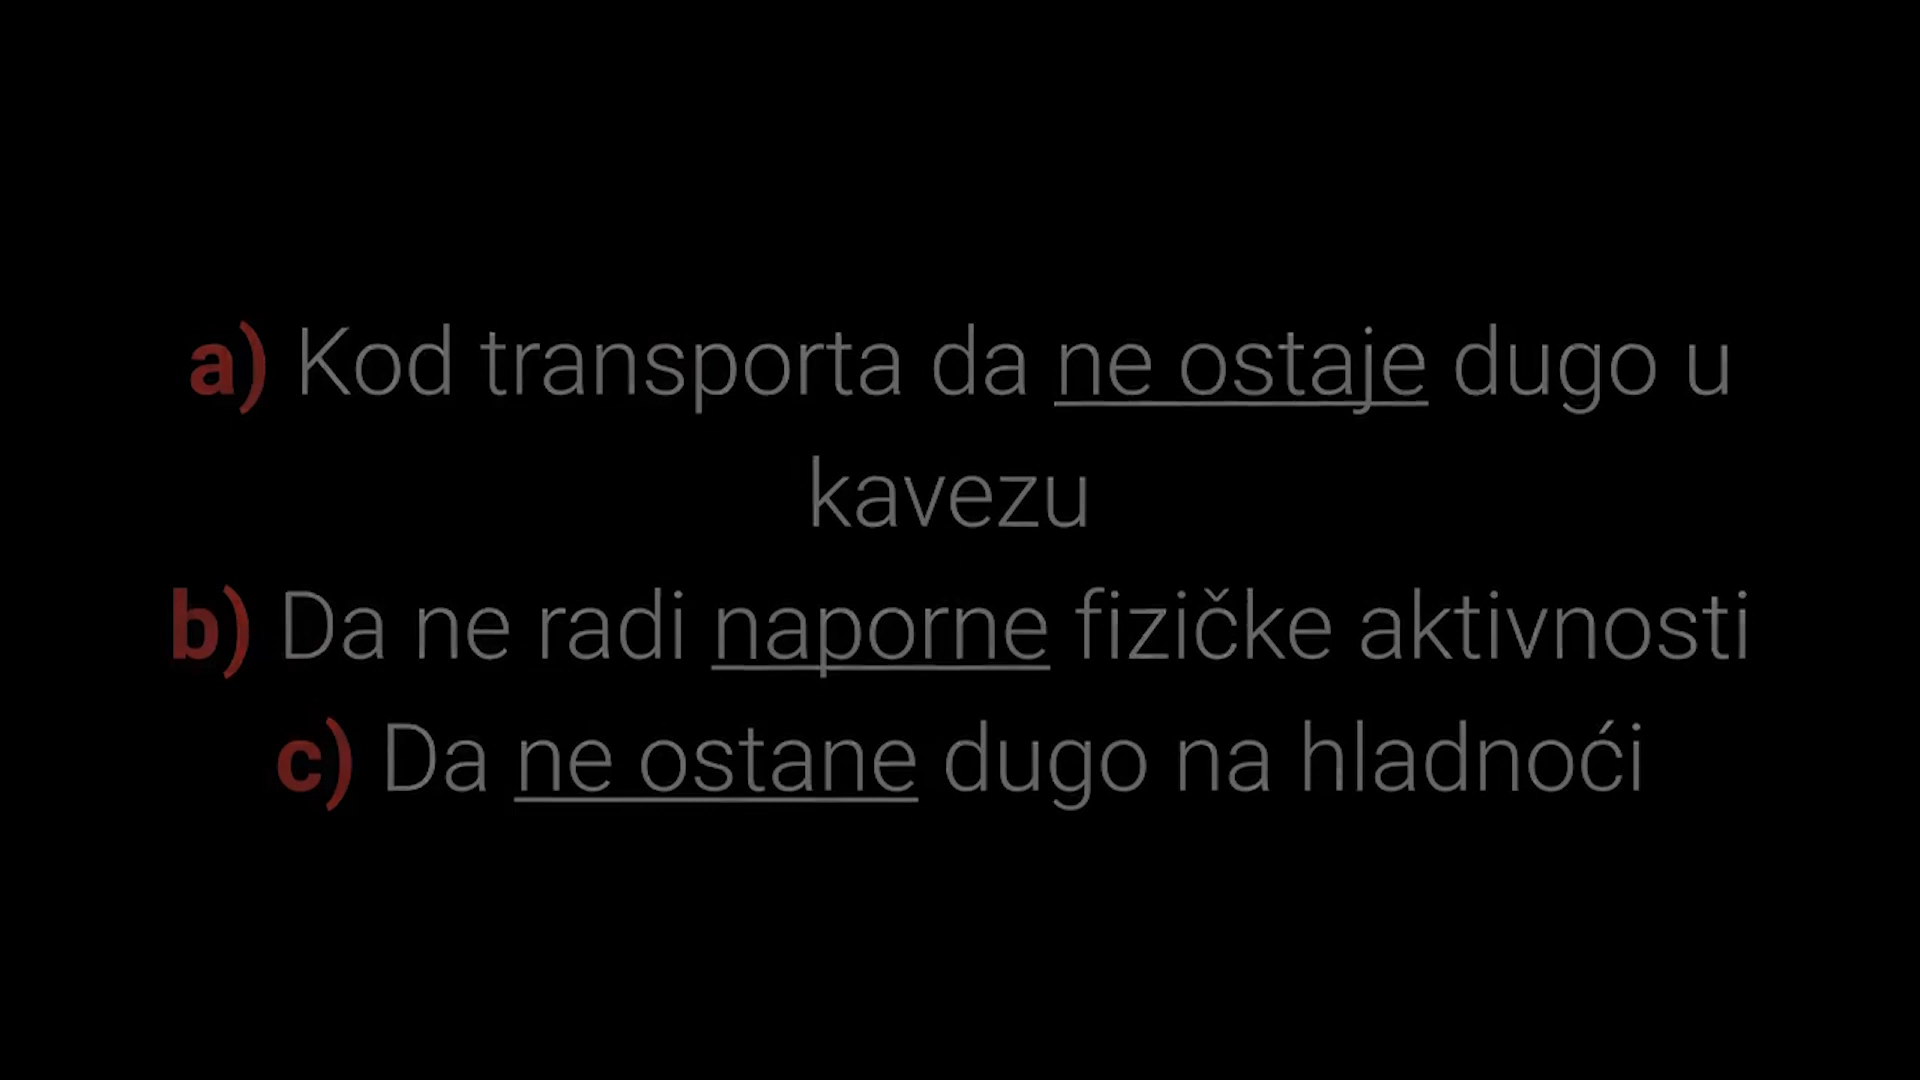 a) Kod transporta da ne ostaje dugo u
kavezu
b) Da ne radi naporne fizičke aktivnosti
c) Da ne ostane dugo na hladnoći